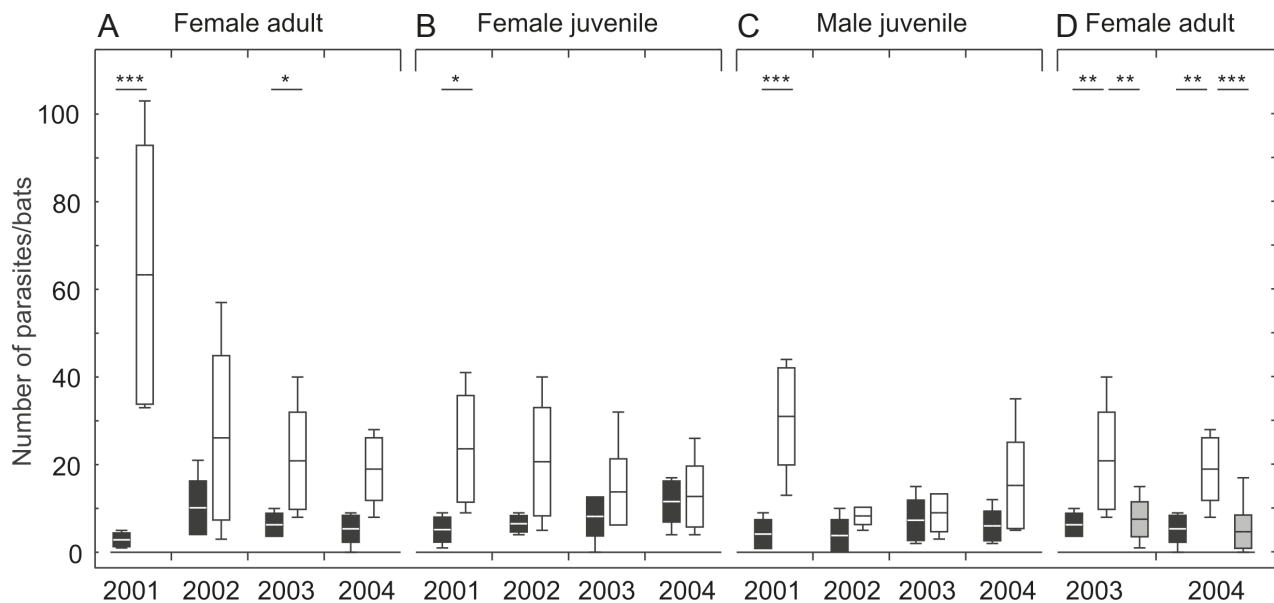 A Female adult B Female juvenile C Male juvenile D Female adult
*** * * *** ** ** ** ***
Number of parasites/bats
100
80
60
40
20
0
2001 2002 2003 2004 2001 2002 2003 2004 2001 2002 2003 2004 2003 2004